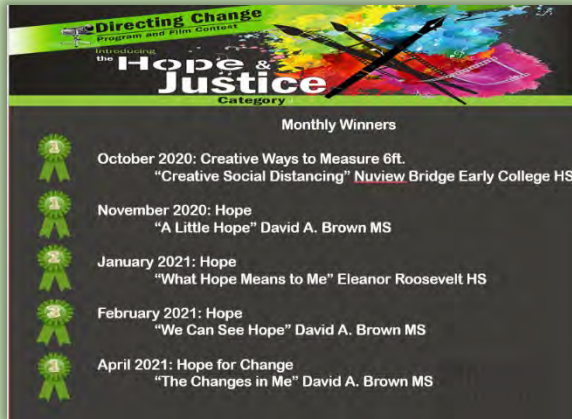 Directing Change
Program and Film Contest
Introducing
the Hope &
Justice
Category
Monthly Winners
October 2020: Creative Ways to Measure 6ft.
"Creative Social Distancing" Nuview Bridge Early College HS
November 2020: Hope
"A Little Hope" David A. Brown MS
January 2021: Hope
"What Hope Means to Me" Eleanor Roosevelt HS
February 2021: Hope
"We Can See Hope" David A. Brown MS
April 2021: Hope for Change
"The Changes in Me" David A. Brown MS